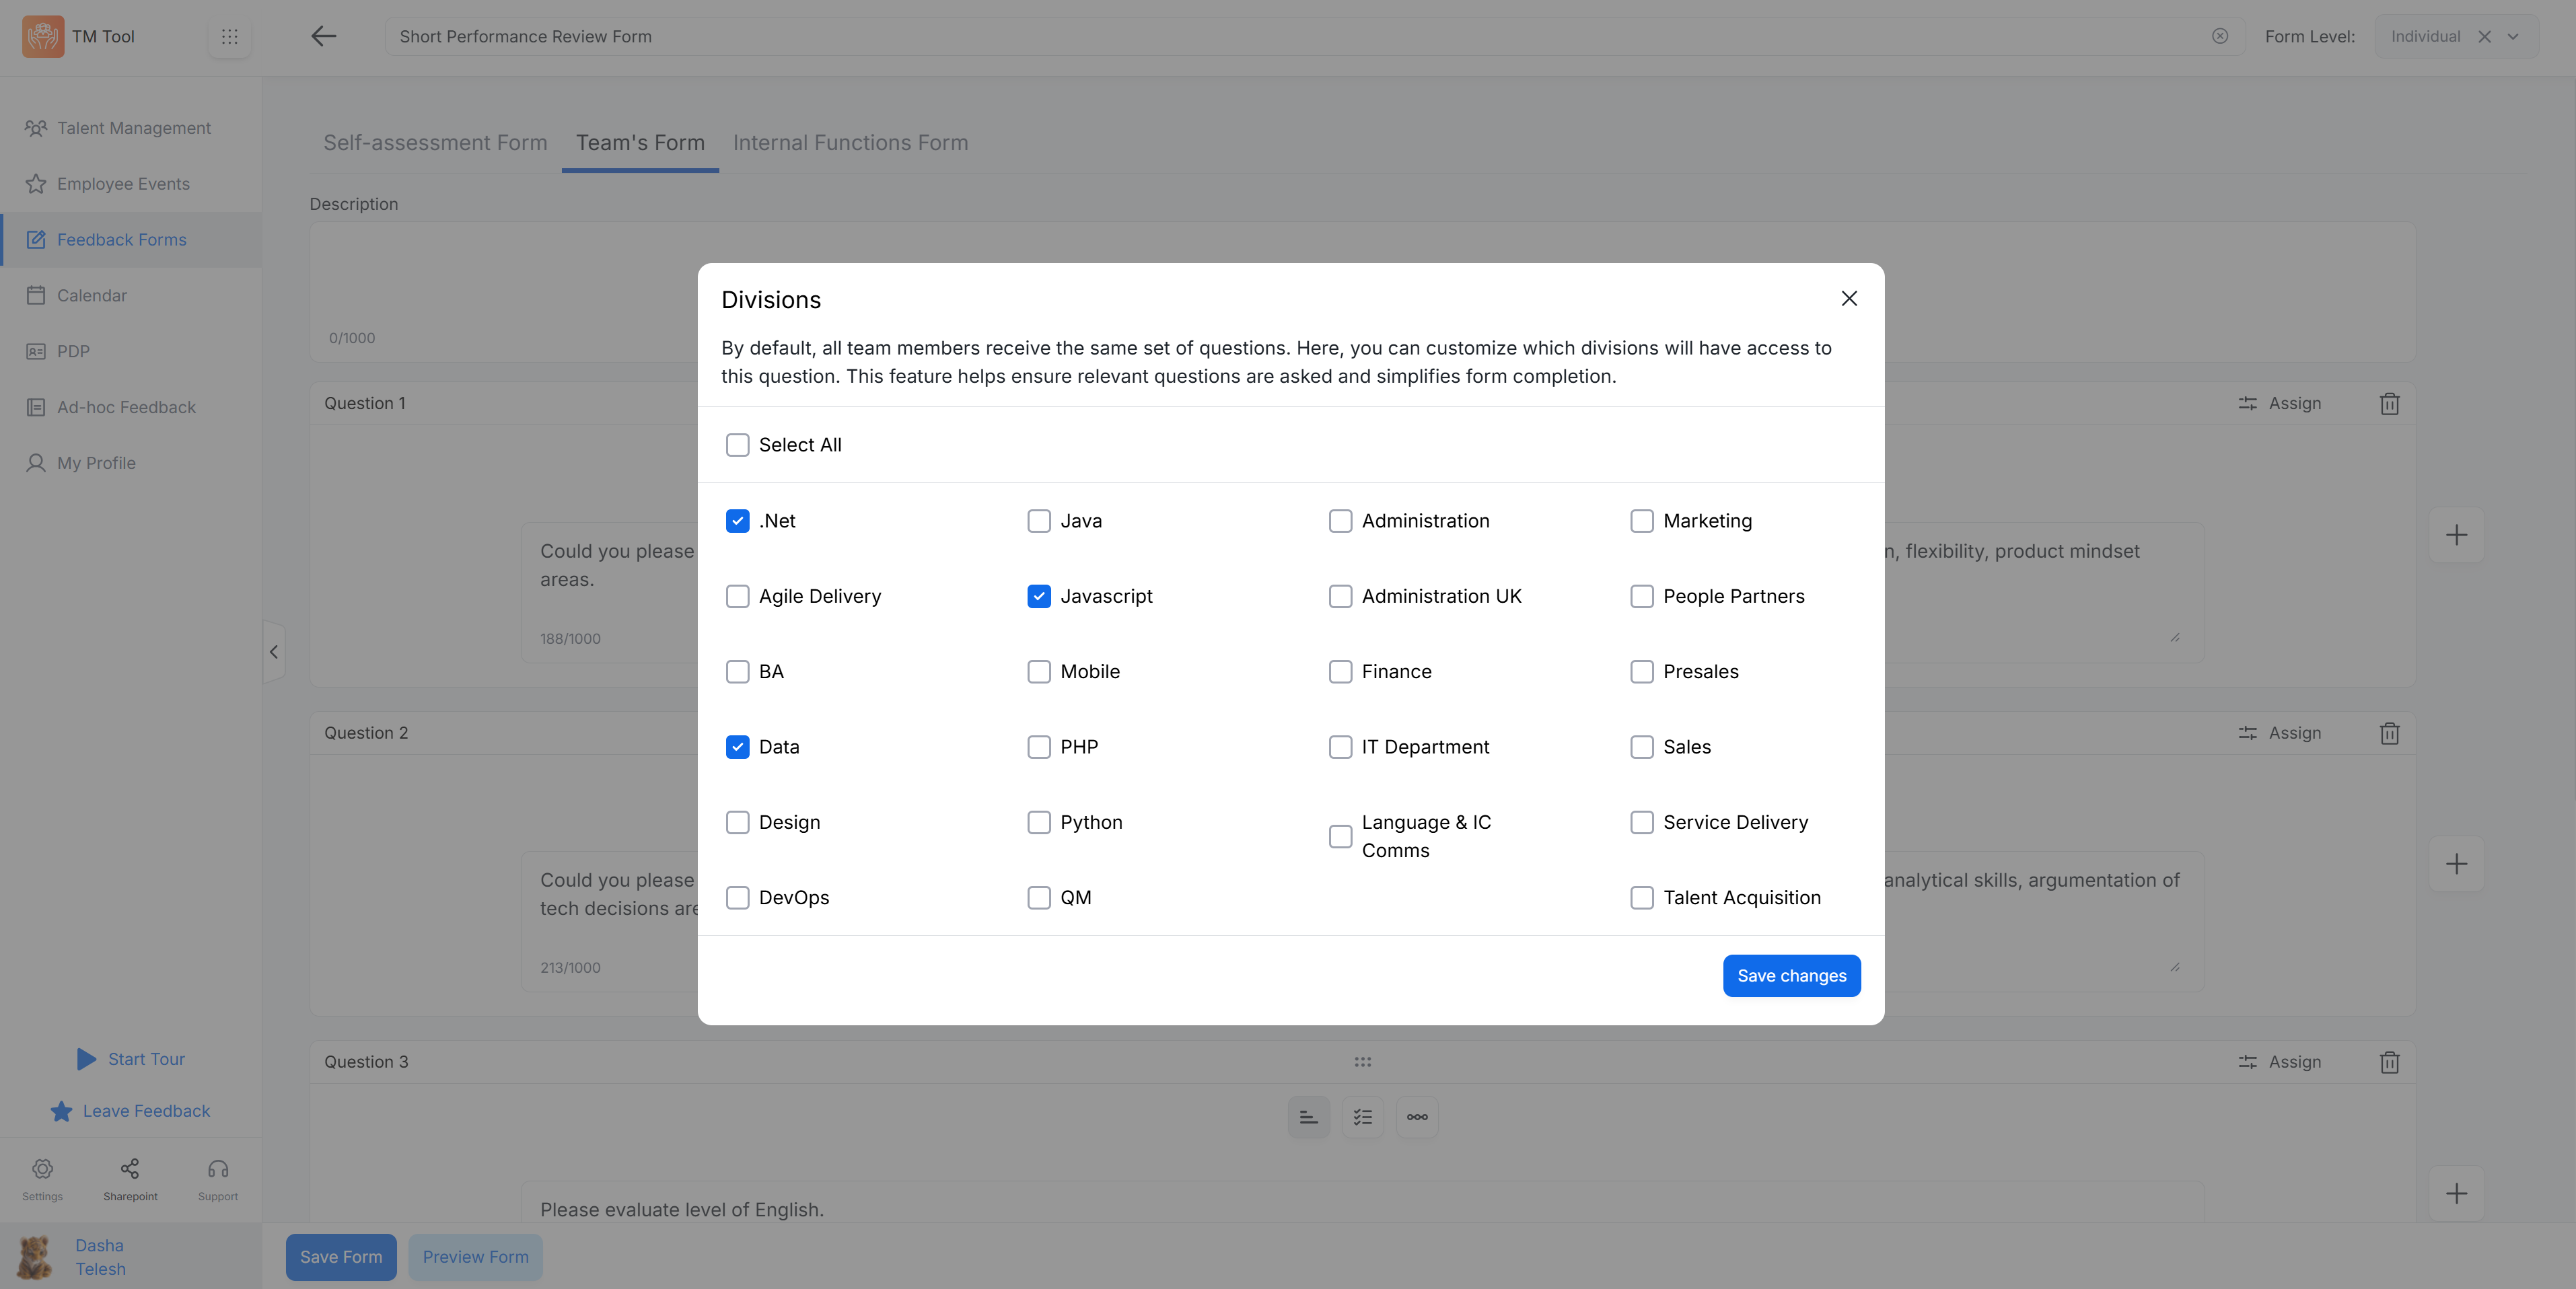 TM Tool
Short Performance Review Form
Form Level:
Individual
Talent Management
Employee Events
Feedback Forms
Calendar
PDP
Ad-hoc Feedback
My Profile
Start Tour
Leave Feedback
Settings
Sharepoint
Support
Dasha
Telesh
Self-assessment Form
Team's Form
Internal Functions Form
Description
0/1000
Question 1
Assign
Could you please
n, flexibility, product mindset
areas.
188/1000
Question 2
Assign
Could you please
analytical skills, argumentation of
tech decisions are
213/1000
Question 3
Assign
Please evaluate level of English.
Save Form
Preview Form
Divisions
By default, all team members receive the same set of questions. Here, you can customize which divisions will have access to
this question. This feature helps ensure relevant questions are asked and simplifies form completion.
Select All
.Net
Java
Administration
Marketing
Agile Delivery
Javascript
Administration UK
People Partners
BA
Mobile
Finance
Presales
Data
PHP
IT Department
Sales
Design
Python
Language & IC
Comms
Service Delivery
DevOps
QM
Talent Acquisition
Save changes